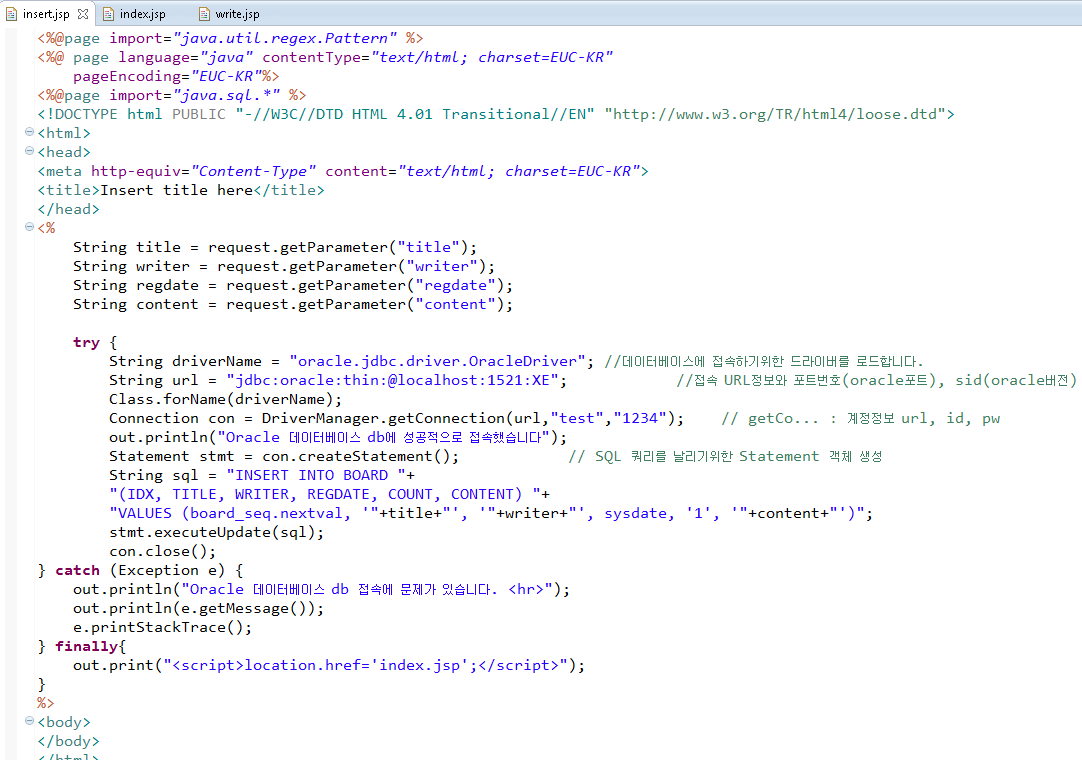 insert.jsp index.jsp write.jsp
<%@page import="java.util.regex.Pattern" %>
<%@ page language="java" contentType="text/html; charset=EUC-KR"
pageEncoding="EUC-KR"%>
<%@page import="java.sql.*" %>
<!DOCTYPE html PUBLIC "-//W3C//DTD HTML 4.01 Transitional//EN" "http://www.w3.org/TR/html4/loose.dtd">
<html>
<head>
<meta http-equiv="Content-Type" content="text/html; charset=EUC-KR">
<title>Insert title here</title>
</head>
<%
String title = request.getParameter("title");
String writer = request.getParameter("writer");
String regdate = request.getParameter("regdate");
String content = request.getParameter("content");
try {
String driverName = "oracle.jdbc.driver.OracleDriver"; //데이터베이스에 접속하기위한 드라이버를 로드합니다.
String url = "jdbc:oracle:thin:@localhost:1521:XE"; //접속 URL정보와 포트번호(oracle포트), sid(oracle버젼)
Class.forName(driverName);
Connection con = DriverManager.getConnection(url,"test","1234"); // getCo... : 계정정보 url, id, pw
out.println("Oracle 데이터베이스 db에 성공적으로 접속했습니다");
Statement stmt = con.createStatement(); // SQL 쿼리를 날리기위한 Statement 객체 생성
String sql = "INSERT INTO BOARD "+
"(IDX, TITLE, WRITER, REGDATE, COUNT, CONTENT) "+
"VALUES (board_seq.nextval, '"+title+"', '"+writer+"', sysdate, '1', '"+content+"')";
stmt.executeUpdate(sql);
con.close();
} catch (Exception e) {
out.println("Oracle 데이터베이스 db 접속에 문제가 있습니다. <hr>");
out.println(e.getMessage());
e.printStackTrace();
} finally{
out.print("<script>location.href='index.jsp';</script>");
}
%>
<body>
</body>
</html>